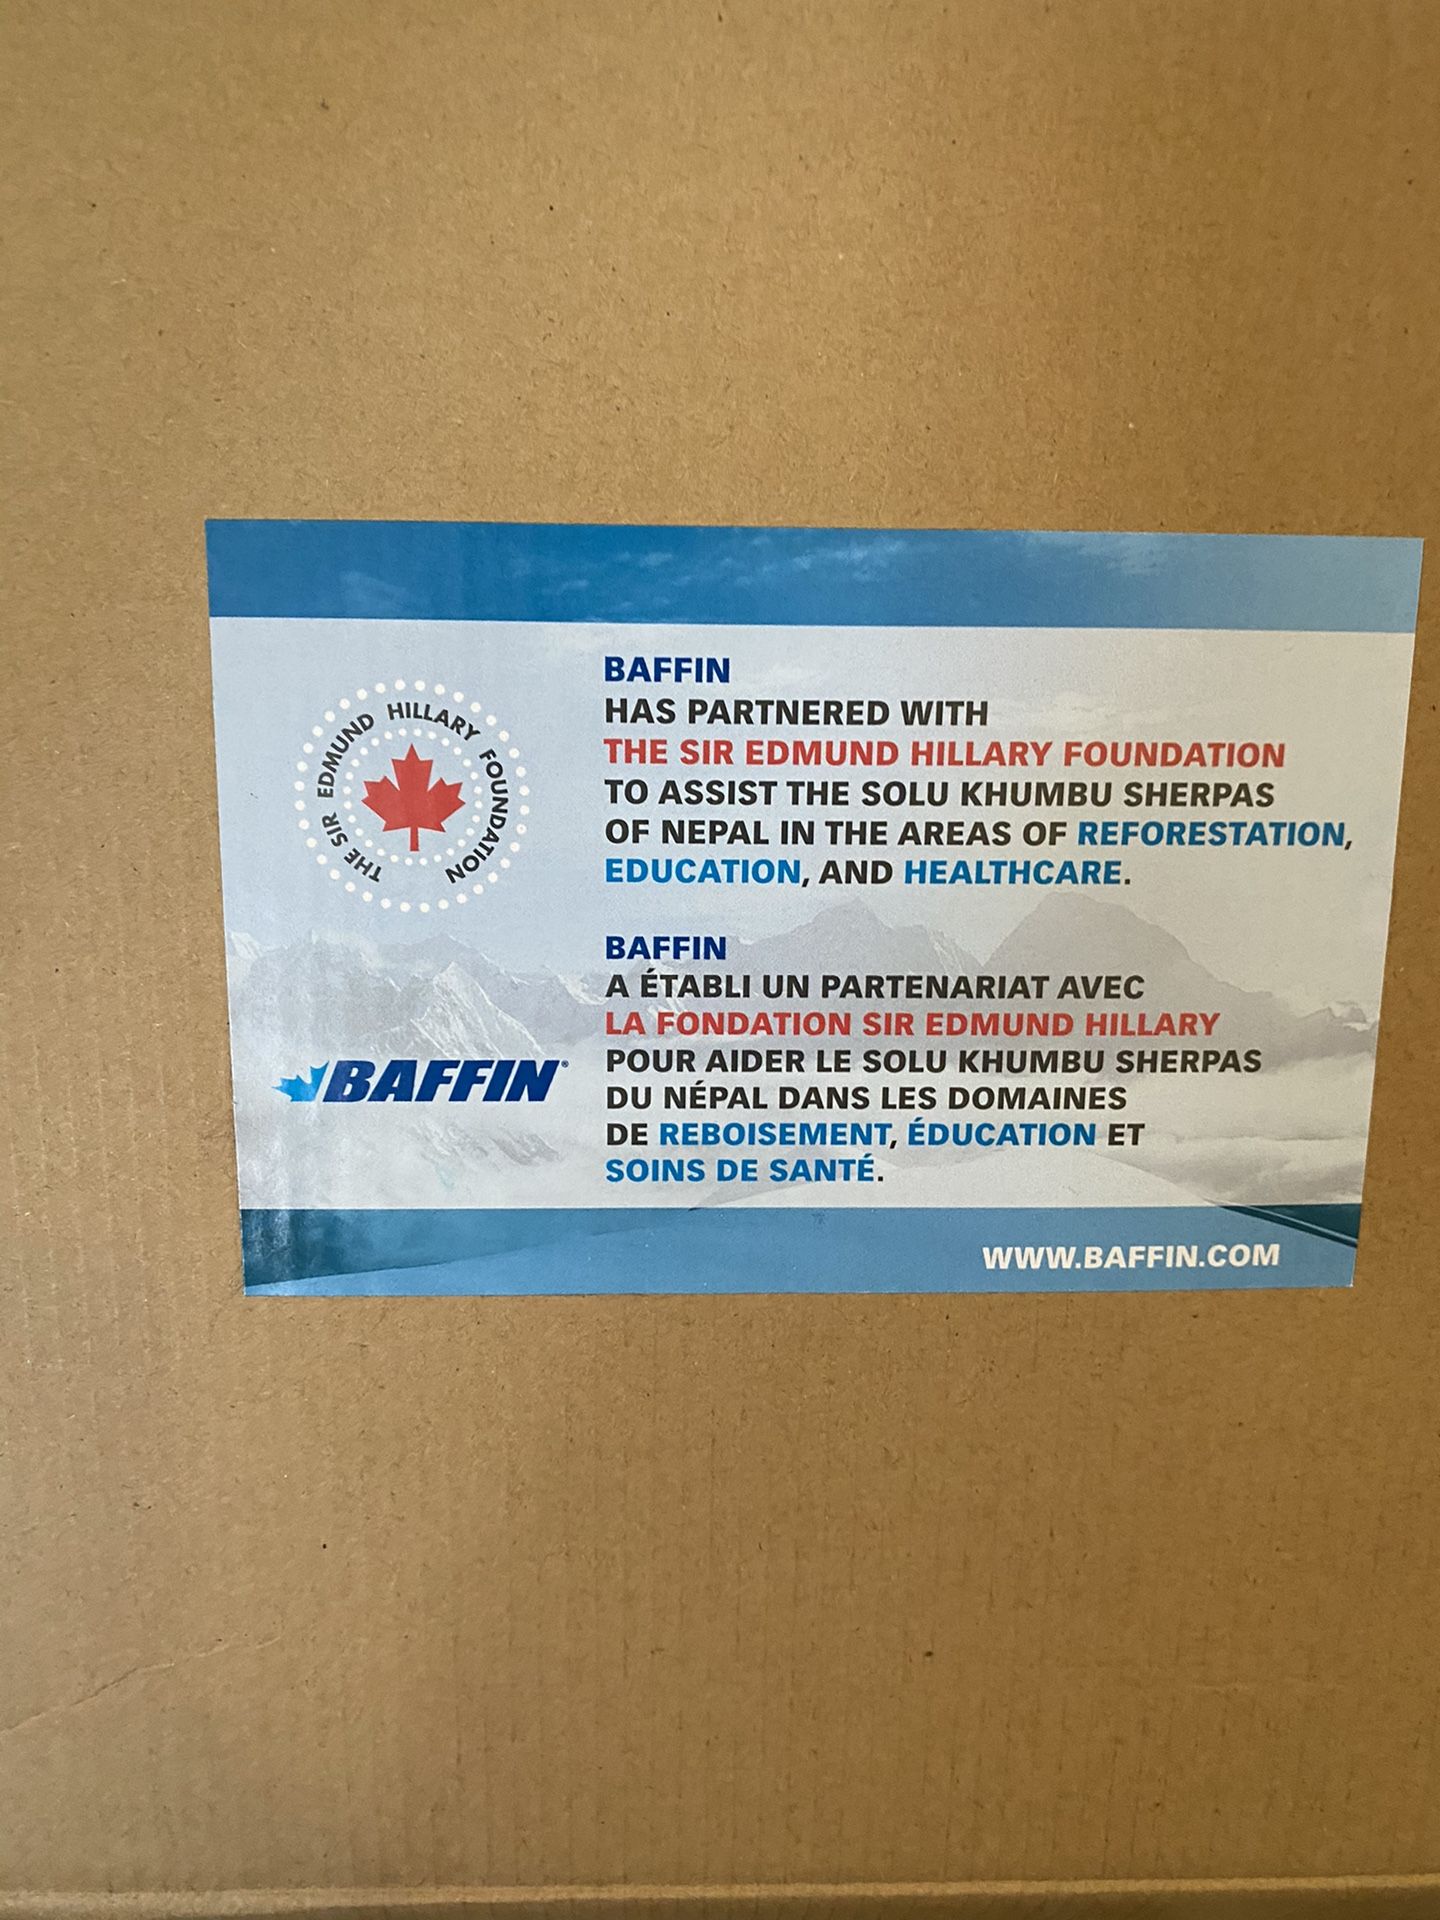 THE SIR EDMUND HILLARY FOUNDATION
BAFFIN
HAS PARTNERED WITH
THE SIR EDMUND HILLARY FOUNDATION
TO ASSIST THE SOLU KHUMBU SHERPAS
OF NEPAL IN THE AREAS OF REFORESTATION,
EDUCATION, AND HEALTHCARE.
BAFFIN
A ÉTABLI UN PARTENARIAT AVEC
LA FONDATION SIR EDMUND HILLARY
POUR AIDER LE SOLU KHUMBU SHERPAS
DU NÉPAL DANS LES DOMAINES
DE REBOISEMENT, ÉDUCATION ET
SOINS DE SANTÉ.
BAFFIN®
WWW.BAFFIN.COM